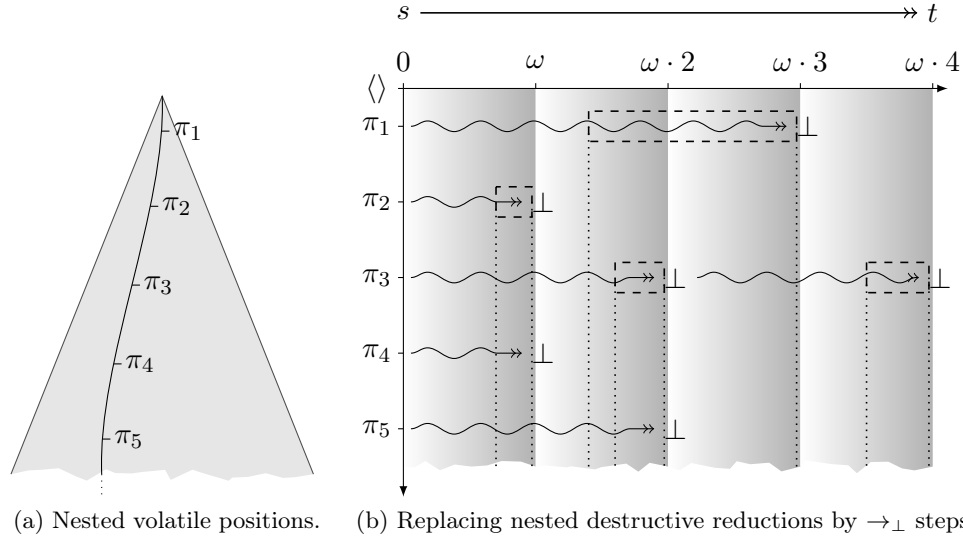 s t
0 ω ω · 2 ω · 3 ω · 4
⟨⟩
π₁ ⊥
π₂ ⊥
π₃ ⊥ ⊥
π₄ ⊥
π₅ ⊥
π₁
π₂
π₃
π₄
π₅
(a) Nested volatile positions.
(b) Replacing nested destructive reductions by →⊥ steps